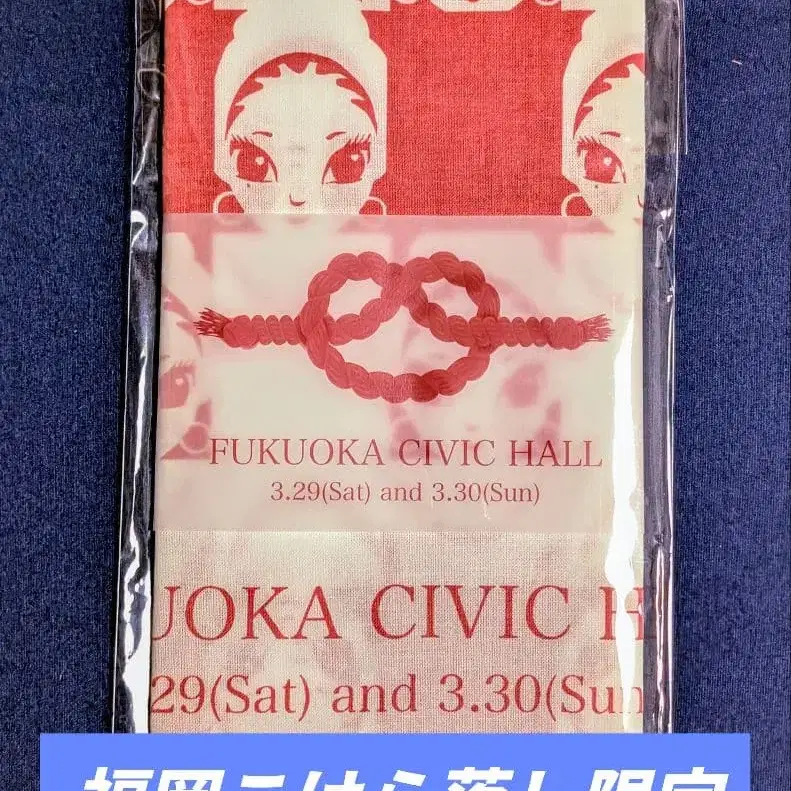 FUKUOKA CIVIC HALL
3.29(Sat) and 3.30(Sun)
UOKA CIVIC H
29(Sat) and 3.30(Sun
福岡こけら落し限定